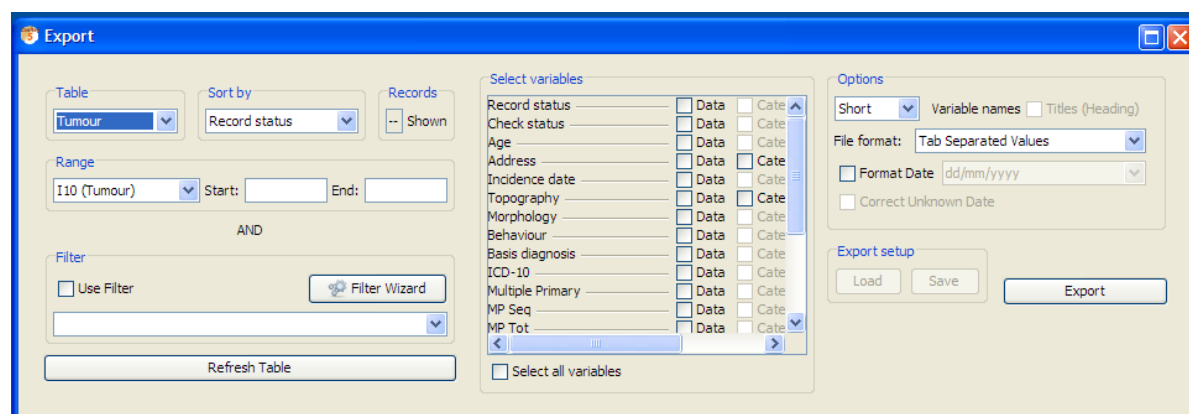 Export
Table
Tumour
Sort by
Record status
Records
-- Shown
Range
I10 (Tumour) Start: End:
AND
Filter
Use Filter
Filter Wizard
Refresh Table
Select variables
Record status Data Cate
Check status Data Cate
Age Data Cate
Address Data Cate
Incidence date Data Cate
Topography Data Cate
Morphology Data Cate
Behaviour Data Cate
Basis diagnosis Data Cate
ICD-10 Data Cate
Multiple Primary Data Cate
MP Seq Data Cate
MP Tot Data Cate
Select all variables
Options
Short Variable names Titles (Heading)
File format: Tab Separated Values
Format Date dd/mm/yyyy
Correct Unknown Date
Export setup
Load Save
Export